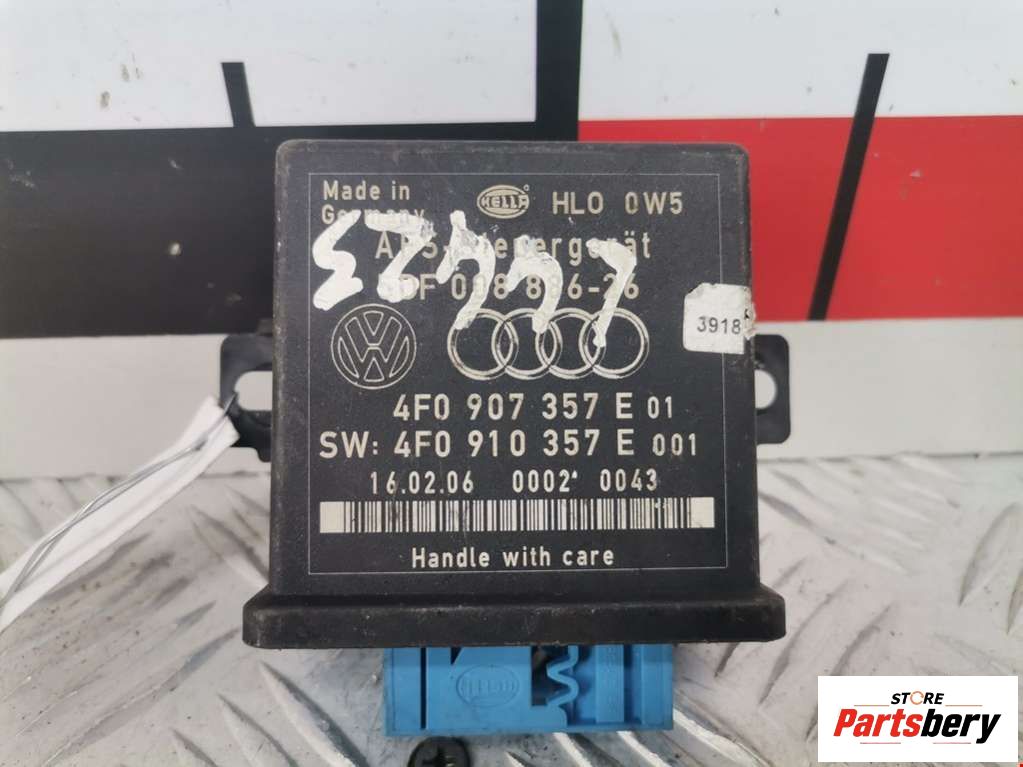 Made in
Germany
HELLA HLO 0W5
3918
4F0 907 357 E 01
SW: 4F0 910 357 E 001
16.02.06 0002 0043
Handle with care
HELLA
STORE
Partsbery